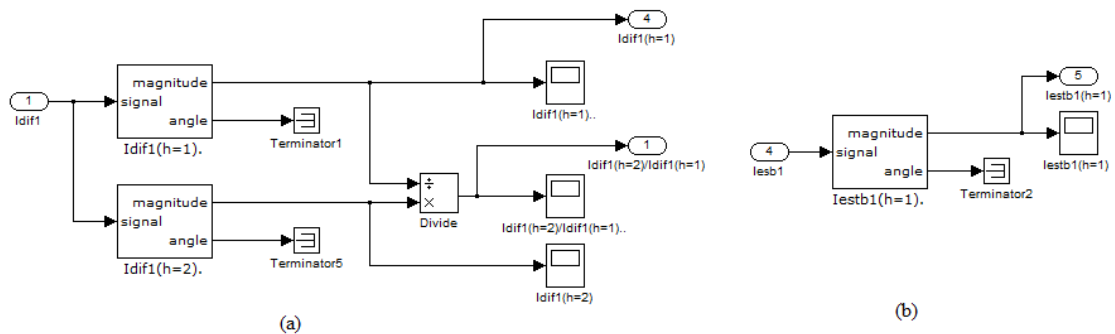 4
Idif1(h=1)
magnitude
signal
angle
Idif1(h=1).
1
Idif1
Idif1(h=1)..
Terminator1
1
Idif1(h=2)/Idif1(h=1)
÷
×
Divide
magnitude
signal
angle
Idif1(h=2).
Idif1(h=2)/Idif1(h=1)..
Terminator5
Idif1(h=2)
(a)
5
Iestb1(h=1)
magnitude
signal
angle
Iestb1(h=1).
4
Iesb1
Iestb1(h=1)
Terminator2
(b)